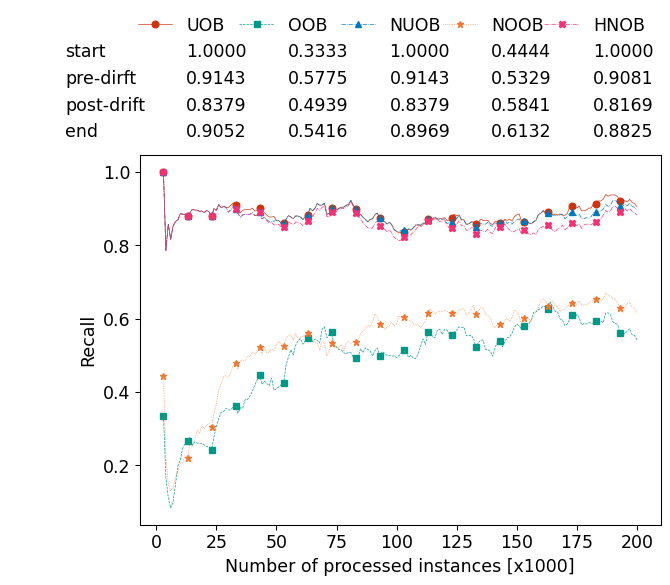 UOB OOB NUOB NOOB HNOB
start 1.0000 0.3333 1.0000 0.4444 1.0000
pre-dirft 0.9143 0.5775 0.9143 0.5329 0.9081
post-drift 0.8379 0.4939 0.8379 0.5841 0.8169
end 0.9052 0.5416 0.8969 0.6132 0.8825
1.0
0.8
0.6
0.4
0.2
Recall
0 25 50 75 100 125 150 175 200
Number of processed instances [x1000]